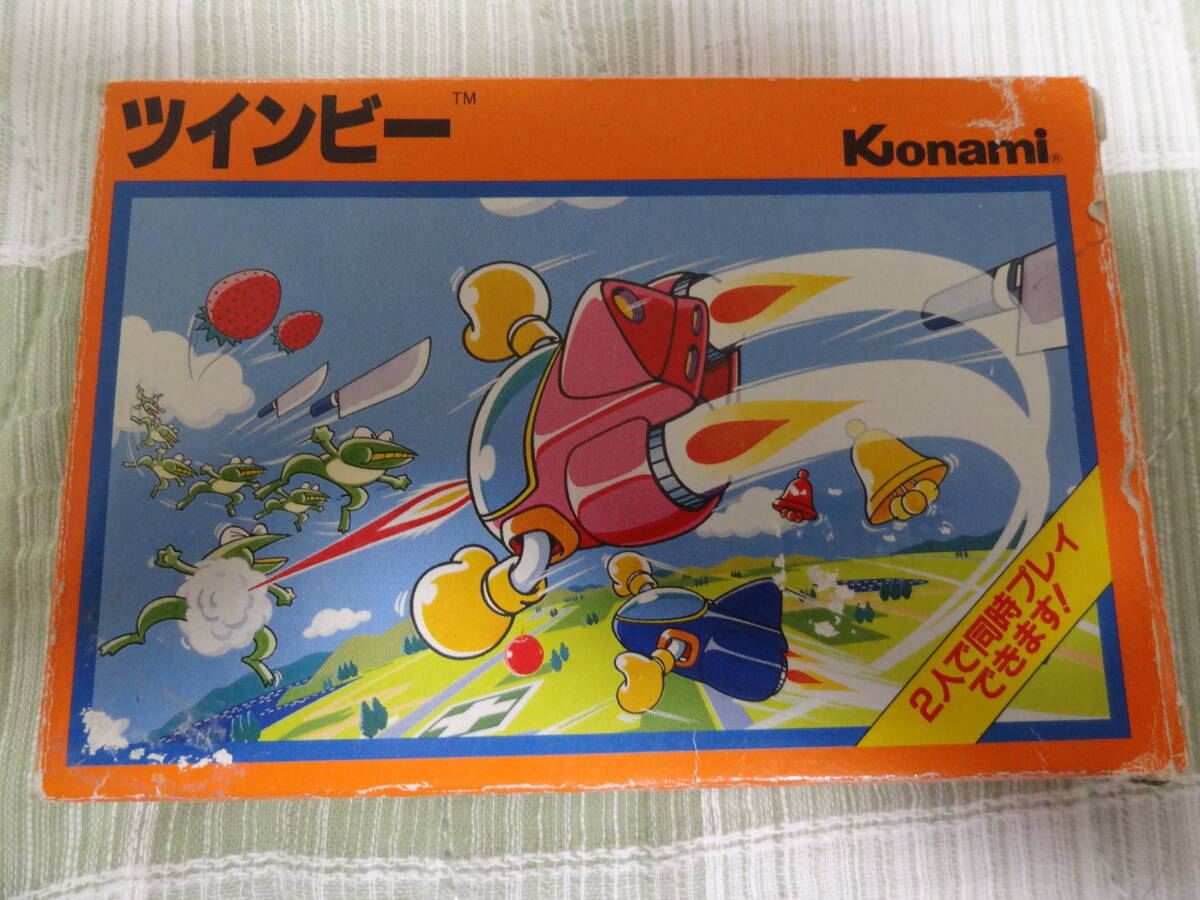 ツインビー™
Konami®
2人で同時プレイ
できます!